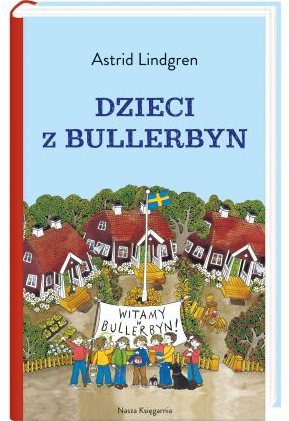 Astrid Lindgren
DZIECI
Z BULLERBYN
WITAMY
W
BULLERBYN!
Nasza Księgarnia